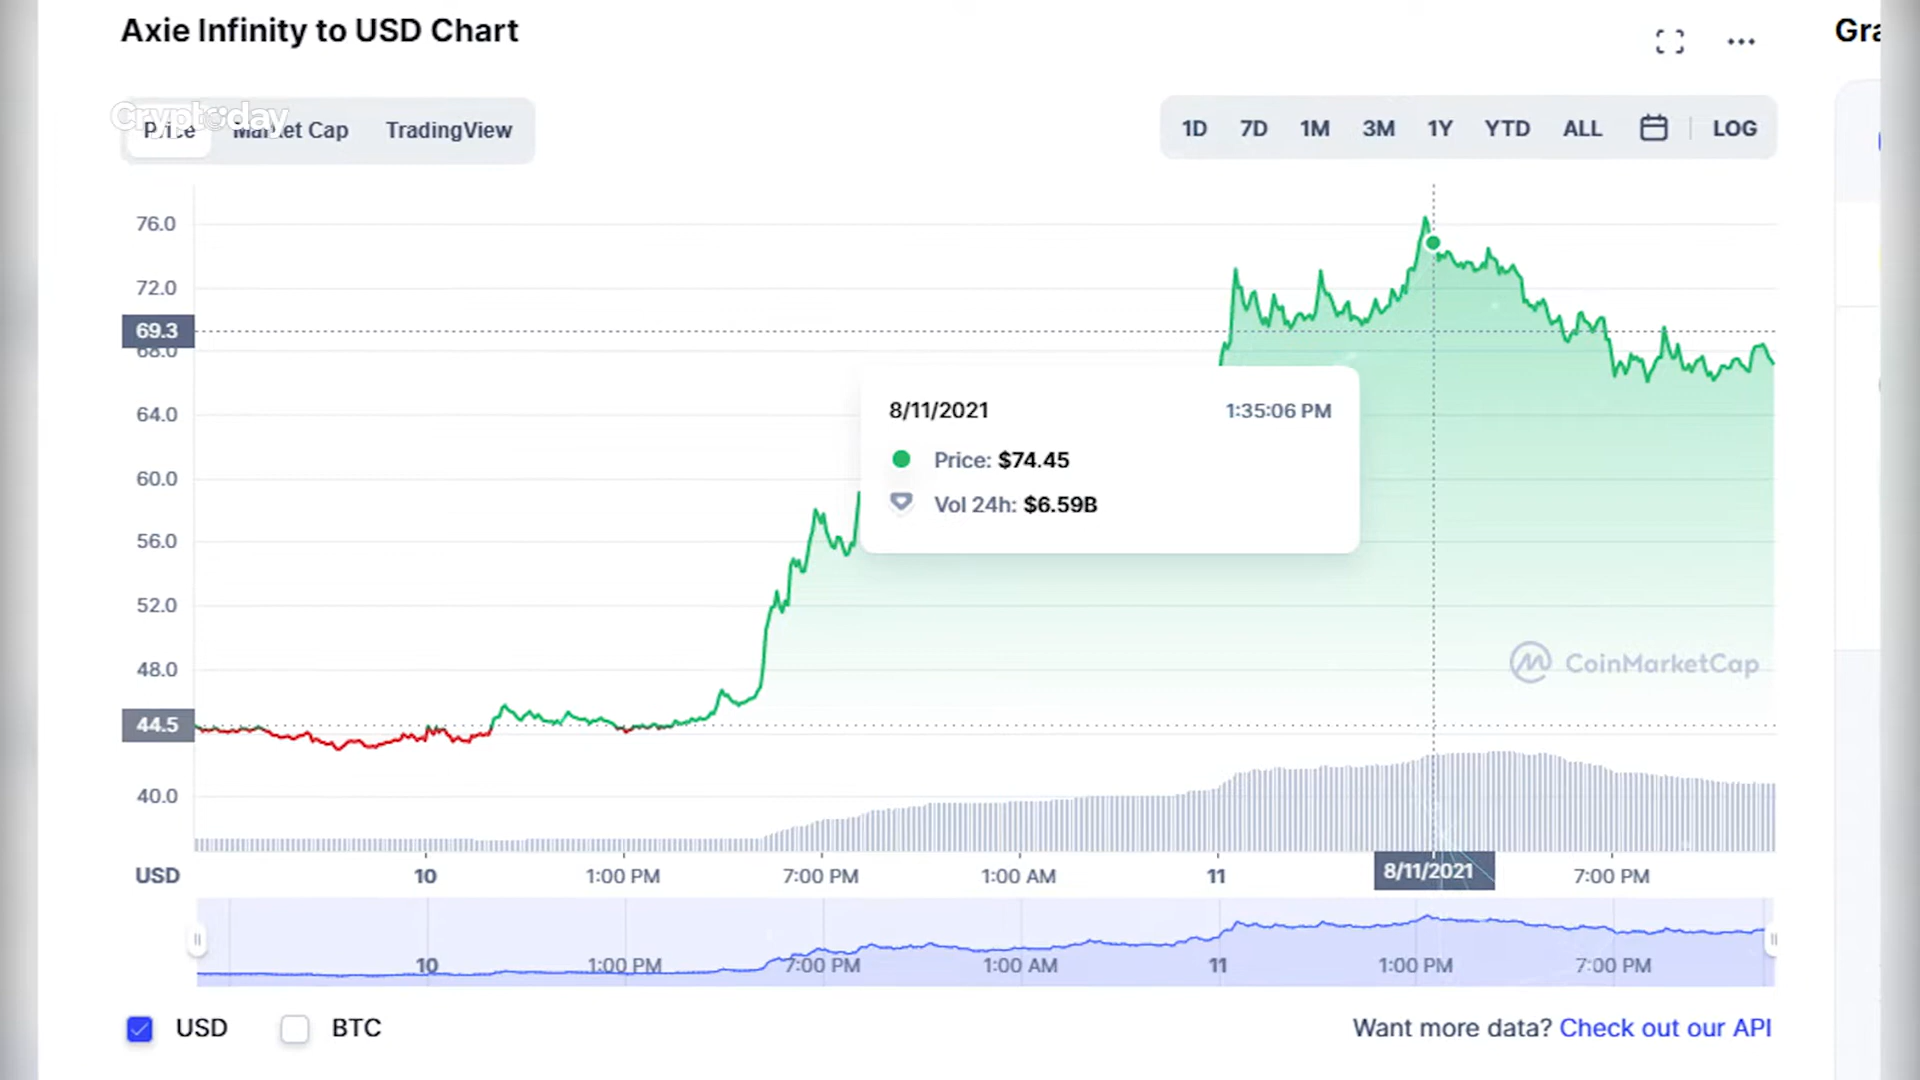 Axie Infinity to USD Chart
Gra
Cryptoday
Price Market Cap TradingView
1D 7D 1M 3M 1Y YTD ALL LOG
76.0
72.0
69.3
68.0
64.0
60.0
56.0
52.0
48.0
44.5
40.0
8/11/2021 1:35:06 PM
Price: $74.45
Vol 24h: $6.59B
CoinMarketCap
USD 10 1:00 PM 7:00 PM 1:00 AM 11 8/11/2021 7:00 PM
10 1:00 PM 7:00 PM 1:00 AM 11 1:00 PM 7:00 PM
USD BTC
Want more data? Check out our API